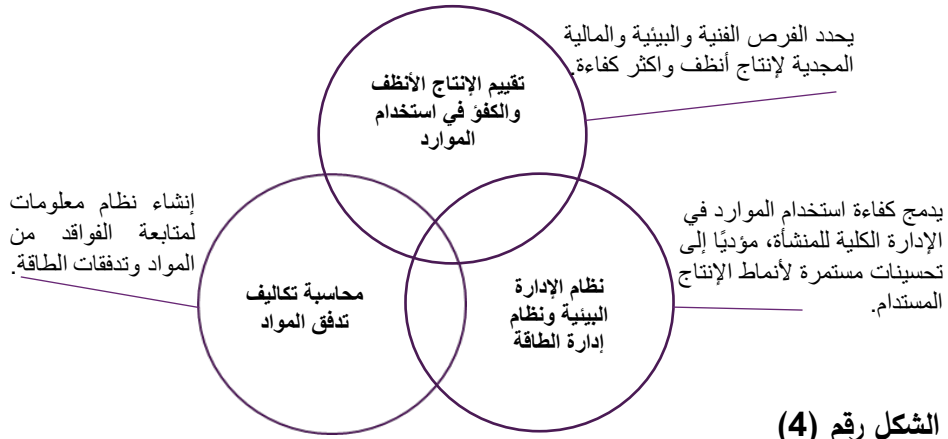 يحدد الفرص الفنية والبيئية والمالية
المجدية لإنتاج أنظف واكثر كفاءة.
تقييم الإنتاج الأنظف
والكفؤ في استخدام
الموارد
إنشاء نظام معلومات
لمتابعة الفواقد من
المواد وتدفقات الطاقة.
يدمج كفاءة استخدام الموارد في
الإدارة الكلية للمنشأة، مؤديًا إلى
تحسينات مستمرة لأنماط الإنتاج
المستدام.
نظام الإدارة
البيئية ونظام
إدارة الطاقة
محاسبة تكاليف
تدفق المواد
الشكل رقم (4)